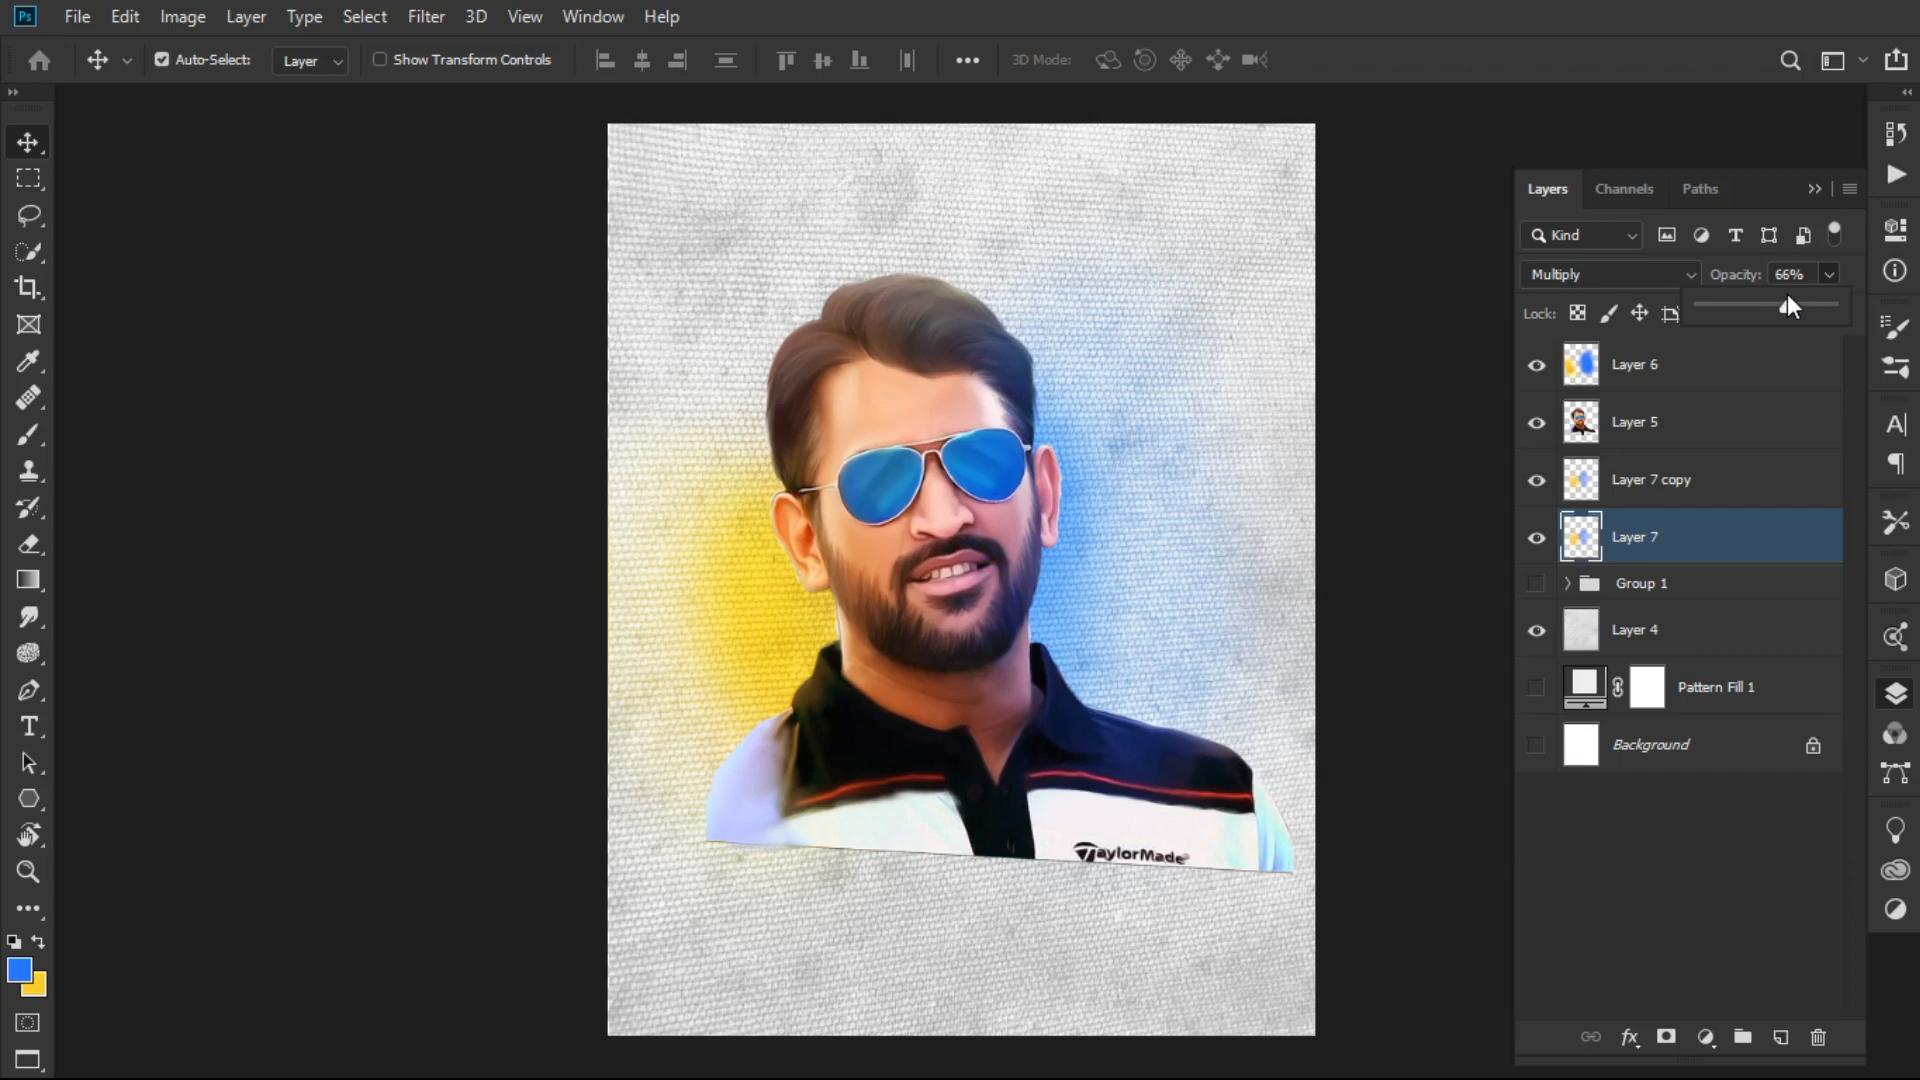 Ps File Edit Image Layer Type Select Filter 3D View Window Help
Auto-Select: Layer Show Transform Controls 3D Mode:
Layers Channels Paths
Kind
Multiply Opacity: 66%
Lock:
Layer 6
Layer 5
Layer 7 copy
Layer 7
Group 1
Layer 4
Pattern Fill 1
Background
TaylorMade